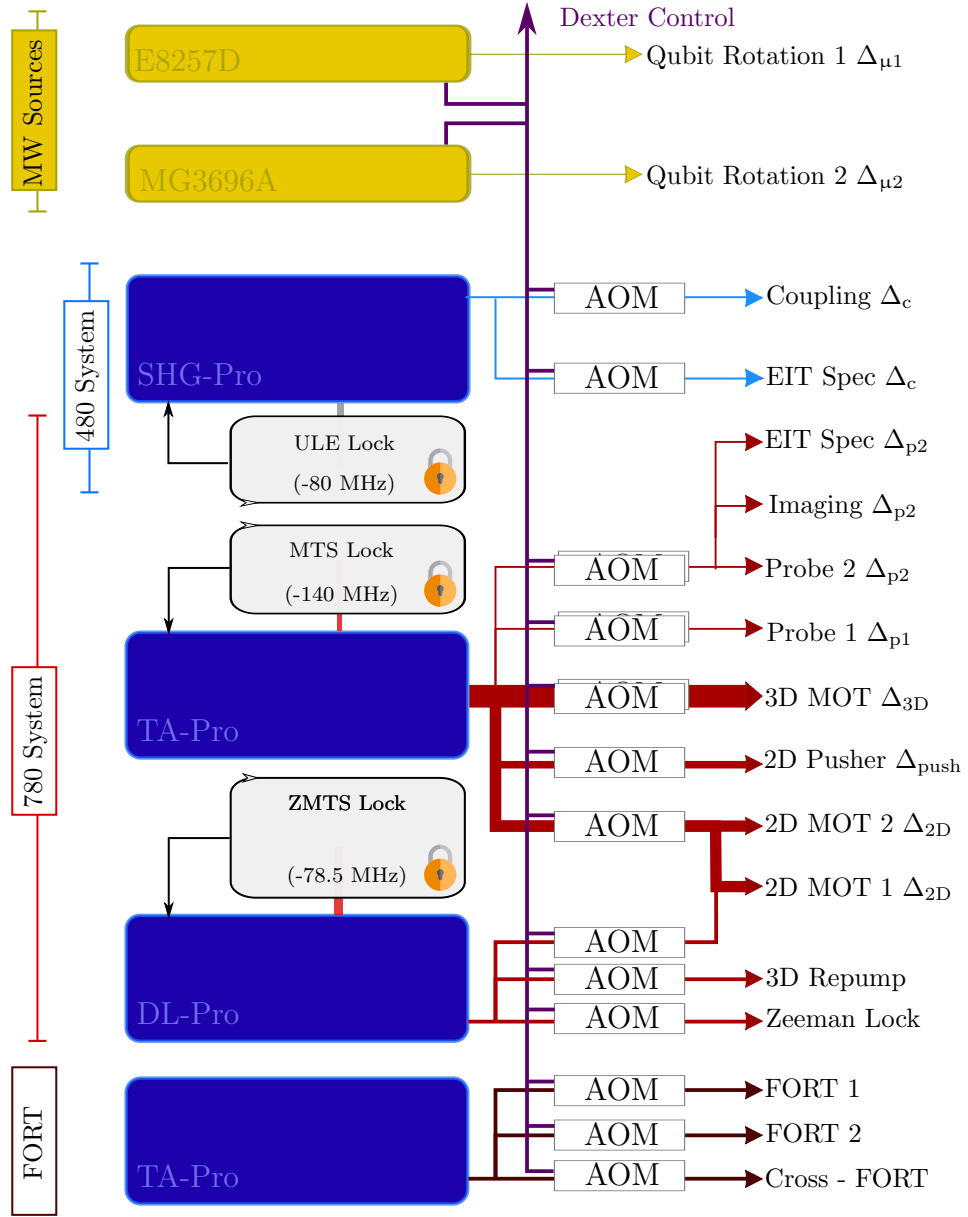 Dexter Control
MW Sources
E8257D
Qubit Rotation 1 Δμ1
MG3696A
Qubit Rotation 2 Δμ2
480 System
SHG-Pro
AOM
Coupling Δc
AOM
EIT Spec Δc
ULE Lock
(-80 MHz)
EIT Spec Δp2
Imaging Δp2
MTS Lock
(-140 MHz)
AOM
Probe 2 Δp2
AOM
Probe 1 Δp1
780 System
TA-Pro
AOM
3D MOT Δ3D
AOM
2D Pusher Δpush
ZMTS Lock
(-78.5 MHz)
AOM
2D MOT 2 Δ2D
2D MOT 1 Δ2D
DL-Pro
AOM
AOM
3D Repump
AOM
Zeeman Lock
FORT
TA-Pro
AOM
FORT 1
AOM
FORT 2
AOM
Cross - FORT